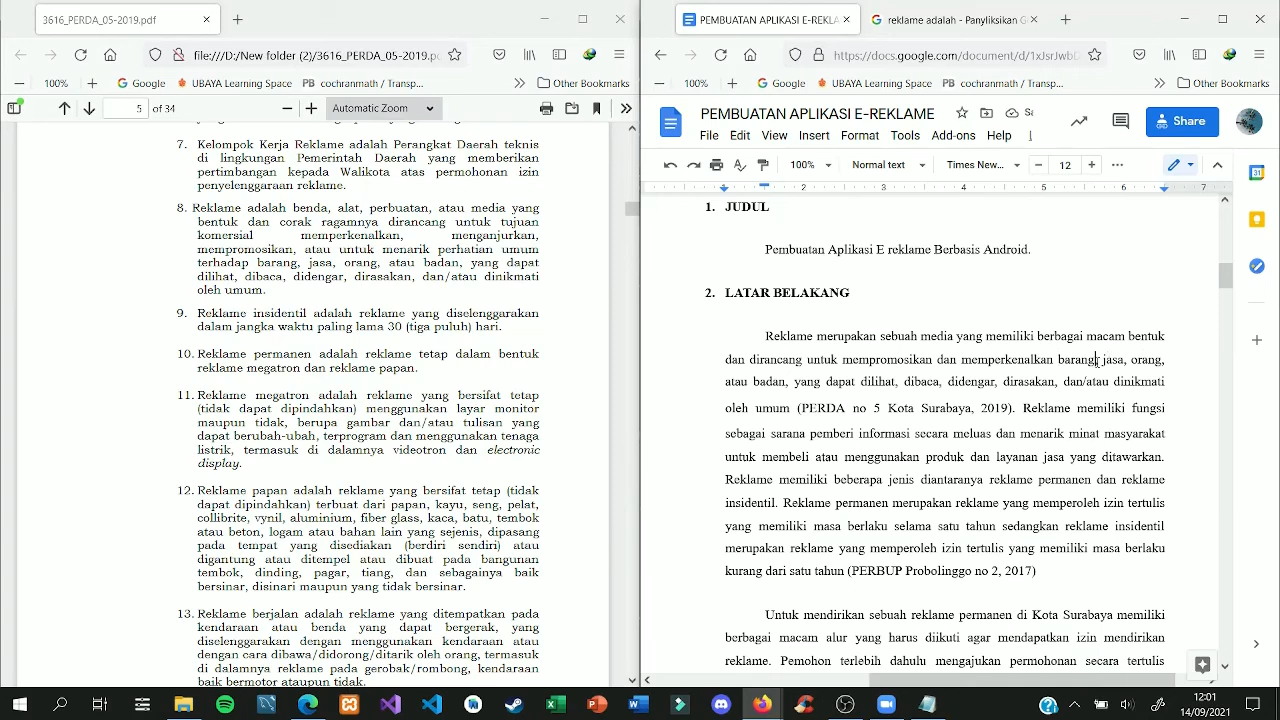 3616_PERDA_05-2019.pdf
file:///D:/New folder (2)/3616_PERDA_05-2019.pd
100%
Google
UBAYA Learning Space
PB cochranmath / Transp...
Other Bookmarks
5 of 34
Automatic Zoom
7. Kelompok Kerja Reklame adalah Perangkat Daerah teknis
di lingkungan Pemerintah Daerah yang memberikan
pertimbangan kepada Walikota atas permohonan izin
penyelenggaraan reklame.
8. Reklame adalah benda, alat, perbuatan, atau media yang
bentuk dan corak ragamnya dirancang untuk tujuan
komersial memperkenalkan, menganjurkan,
mempromosikan, atau untuk menarik perhatian umum
terhadap barang, jasa, orang, atau badan, yang dapat
dilihat, dibaca, didengar, dirasakan, dan/atau dinikmati
oleh umum.
9. Reklame insidentil adalah reklame yang diselenggarakan
dalam jangka waktu paling lama 30 (tiga puluh) hari.
10. Reklame permanen adalah reklame tetap dalam bentuk
reklame megatron dan reklame papan.
11. Reklame megatron adalah reklame yang bersifat tetap
(tidak dapat dipindahkan) menggunakan layar monitor
maupun tidak, berupa gambar dan/atau tulisan yang
dapat berubah-ubah, terprogram dan menggunakan tenaga
listrik, termasuk di dalamnya videotron dan electronic
display.
12. Reklame papan adalah reklame yang bersifat tetap (tidak
dapat dipindahkan) terbuat dari papan, kayu, seng, pelat,
collibrite, vynil, aluminium, fiber glass, kaca, batu, tembok
atau beton, logam atau bahan lain yang sejenis, dipasang
pada tempat yang disediakan (berdiri sendiri) atau
digantung atau ditempel atau dibuat pada bangunan
tembok, dinding, pagar, tiang, dan sebagainya baik
bersinar, disinari maupun yang tidak bersinar.
13. Reklame berjalan adalah reklame yang ditempatkan pada
kendaraan atau benda yang dapat bergerak, yang
diselenggarakan dengan menggunakan kendaraan atau
dengan cara dibawa/didorong/ditarik oleh orang, termasuk
di dalamnya reklame pada gerobak/rombong, kendaraan
baik bermotor ataupun tidak.
PEMBUATAN APLIKASI E-REKLA
reklame adalah - Panyliksikan G
https://docs.google.com/document/d/1xJsrJwbD
100%
Google
UBAYA Learning Space
PB cochranmath / Transp...
Other Bookmarks
PEMBUATAN APLIKASI E-REKLAME
File Edit View Insert Format Tools Add-ons Help
Share
100% Normal text Times New... 12
2 3 4 5 6 7
1. JUDUL
Pembuatan Aplikasi E reklame Berbasis Android.
2. LATAR BELAKANG
Reklame merupakan sebuah media yang memiliki berbagai macam bentuk
dan dirancang untuk mempromosikan dan memperkenalkan barang, jasa, orang,
atau badan, yang dapat dilihat, dibaca, didengar, dirasakan, dan/atau dinikmati
oleh umum (PERDA no 5 Kota Surabaya, 2019). Reklame memiliki fungsi
sebagai sarana pemberi informasi secara meluas dan menarik minat masyarakat
untuk membeli atau menggunakan produk dan layanan jasa yang ditawarkan.
Reklame memiliki beberapa jenis diantaranya reklame permanen dan reklame
insidentil. Reklame permanen merupakan reklame yang memperoleh izin tertulis
yang memiliki masa berlaku selama satu tahun sedangkan reklame insidentil
merupakan reklame yang memperoleh izin tertulis yang memiliki masa berlaku
kurang dari satu tahun (PERBUP Probolinggo no 2, 2017)
Untuk mendirikan sebuah reklame permanen di Kota Surabaya memiliki
berbagai macam alur yang harus diikuti agar mendapatkan izin mendirikan
reklame. Pemohon terlebih dahulu mengajukan permohonan secara tertulis
12:01
14/09/2021